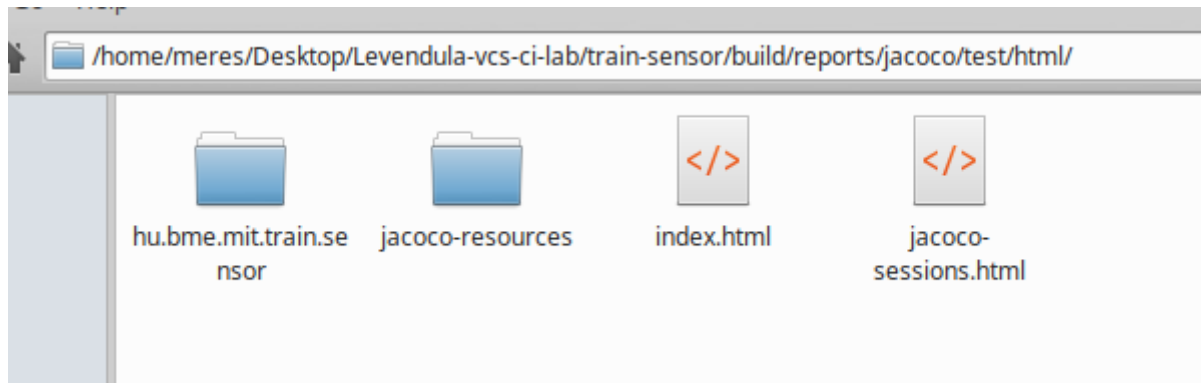 /home/meres/Desktop/Levendula-vcs-ci-lab/train-sensor/build/reports/jacoco/test/html/
hu.bme.mit.train.se
nsor
jacoco-resources
index.html
jacoco-
sessions.html